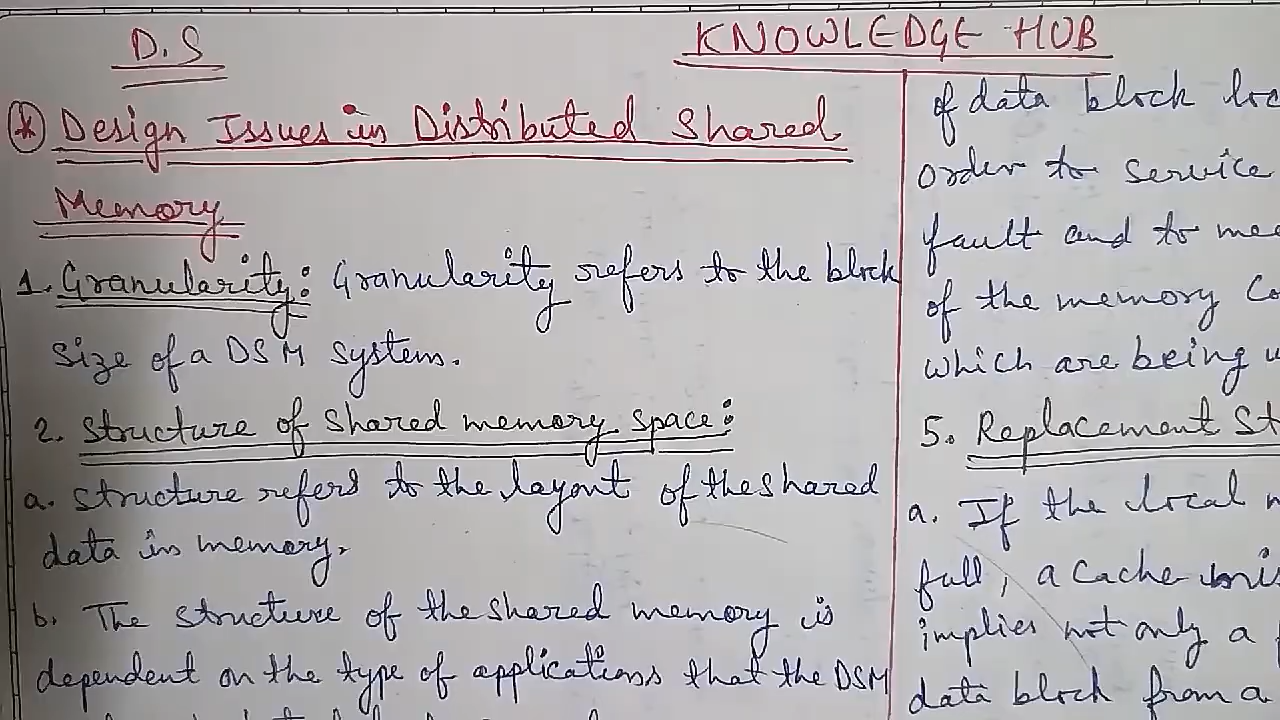 D.S
KNOWLEDGE HUB
Design Issues in Distributed Shared
Memory
1. Granularity: Granularity refers to the block
size of a DSM system.
2. Structure of shared memory space:
a. Structure refers to the layout of the shared
data in memory.
b. The structure of the shared memory is
dependent on the type of applications that the DSM
of data block
order to service
fault and to
of the memory
which are being
5. Replacement
a. If the local
full, a cache
implies not only a
data block from a